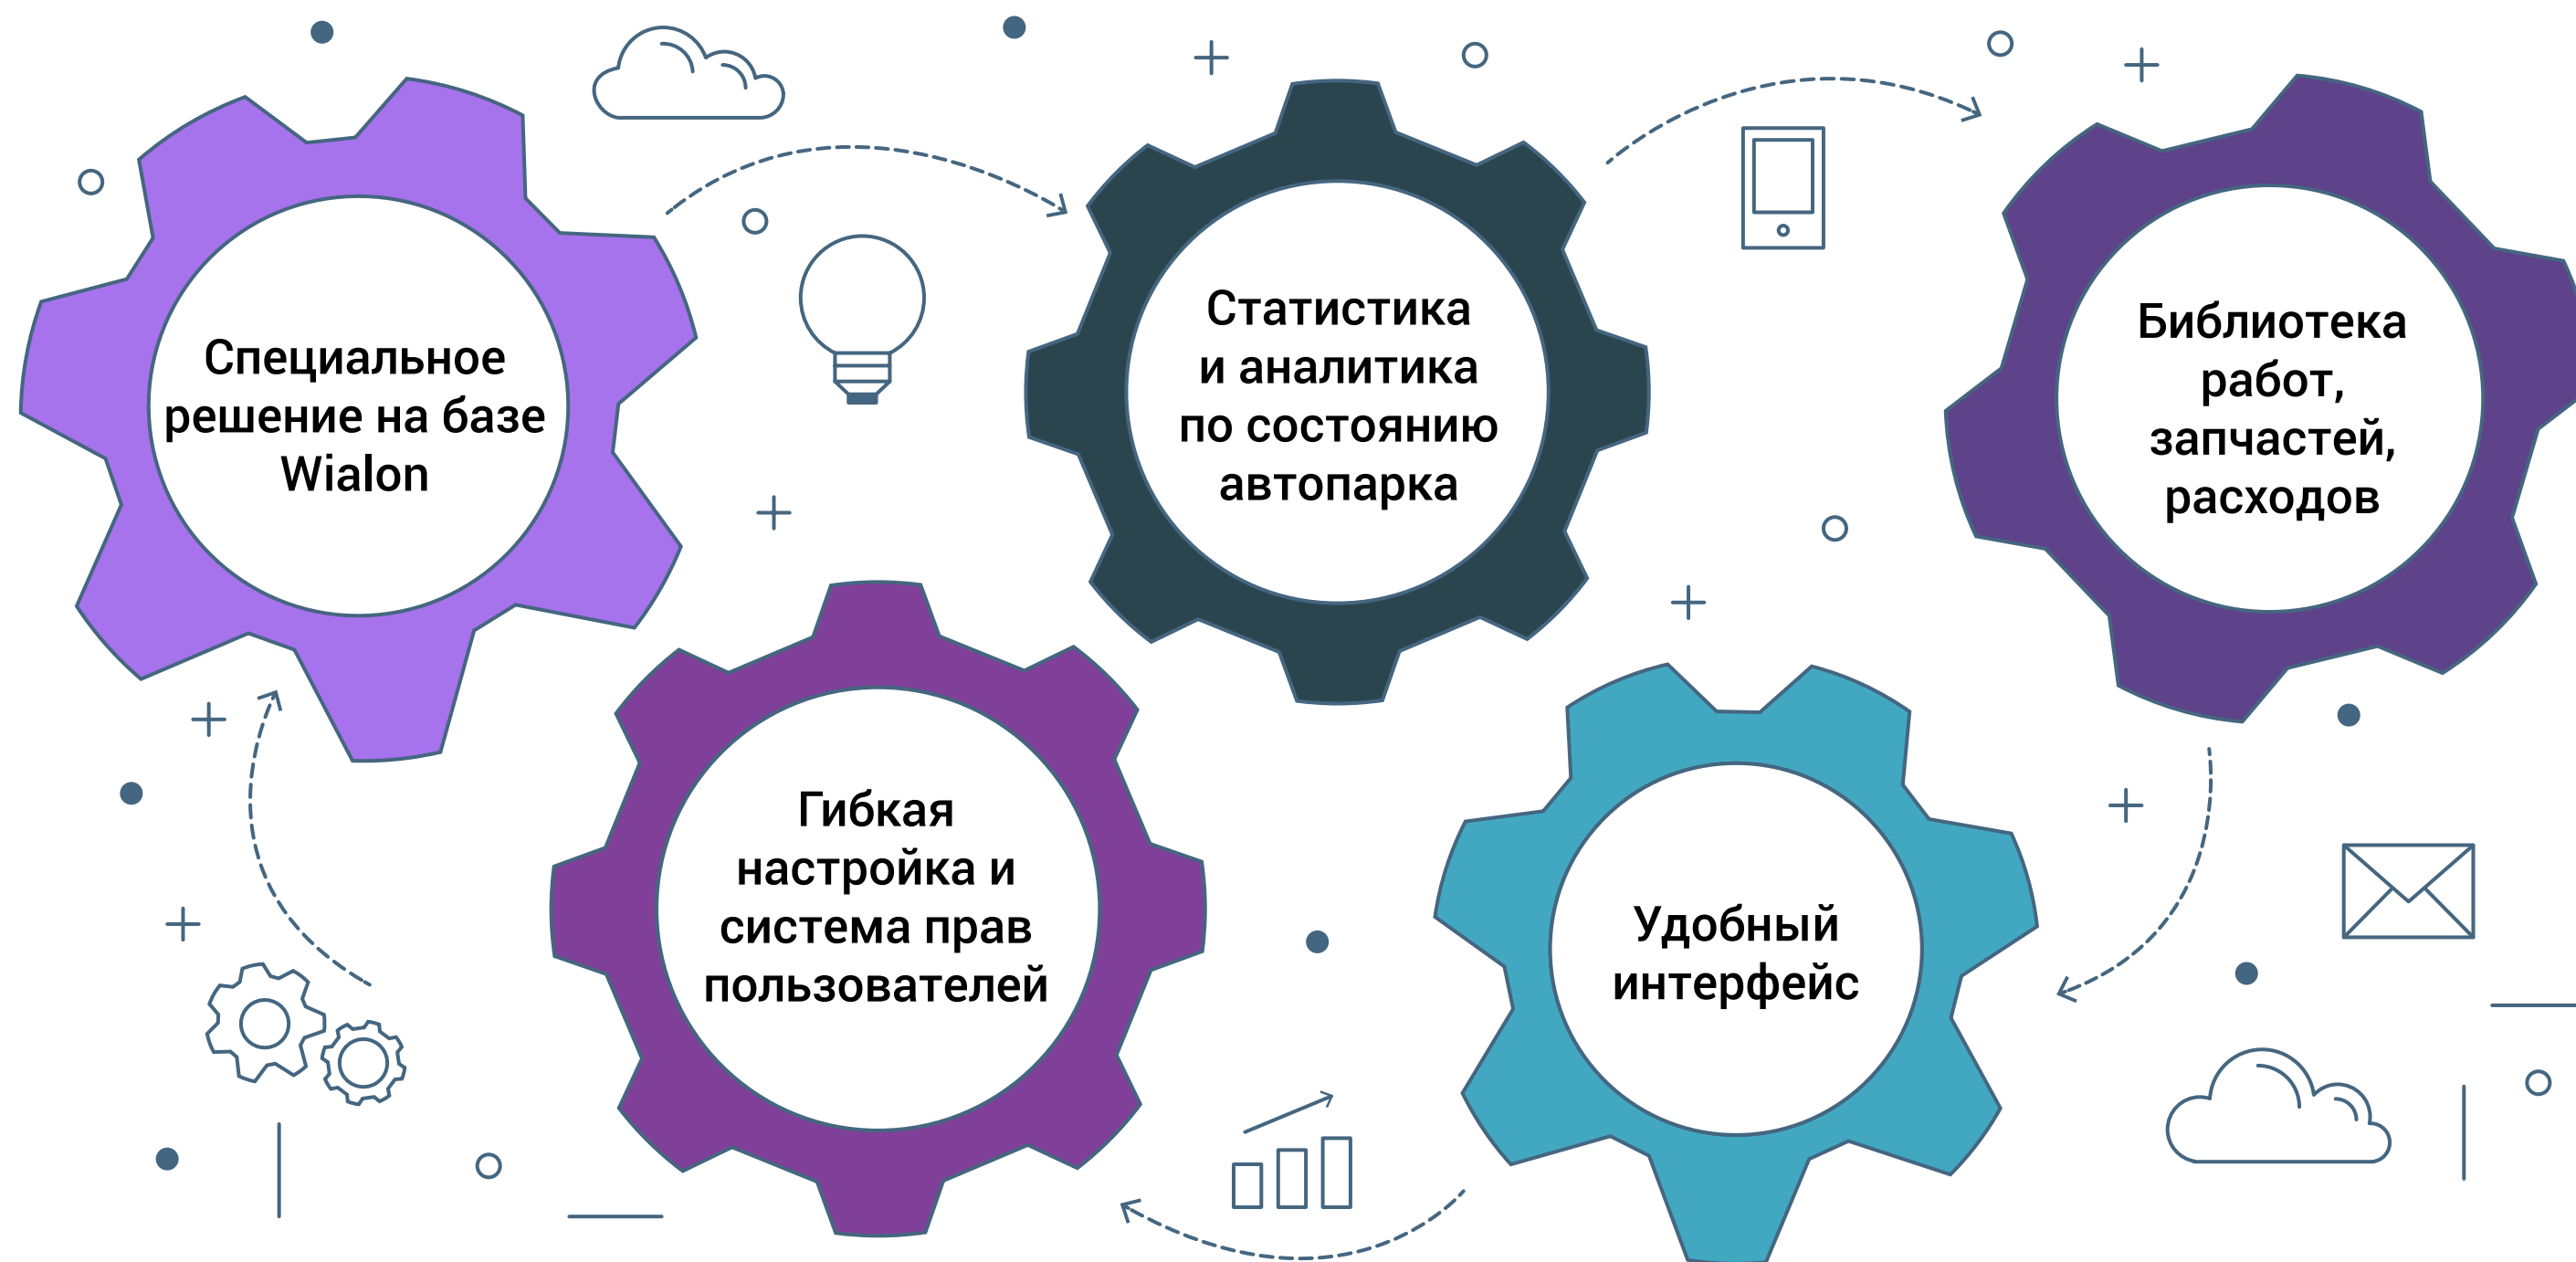 Специальное
решение на базе
Wialon
Статистика
и аналитика
по состоянию
автопарка
Библиотека
работ,
запчастей,
расходов
Гибкая
настройка и
система прав
пользователей
Удобный
интерфейс